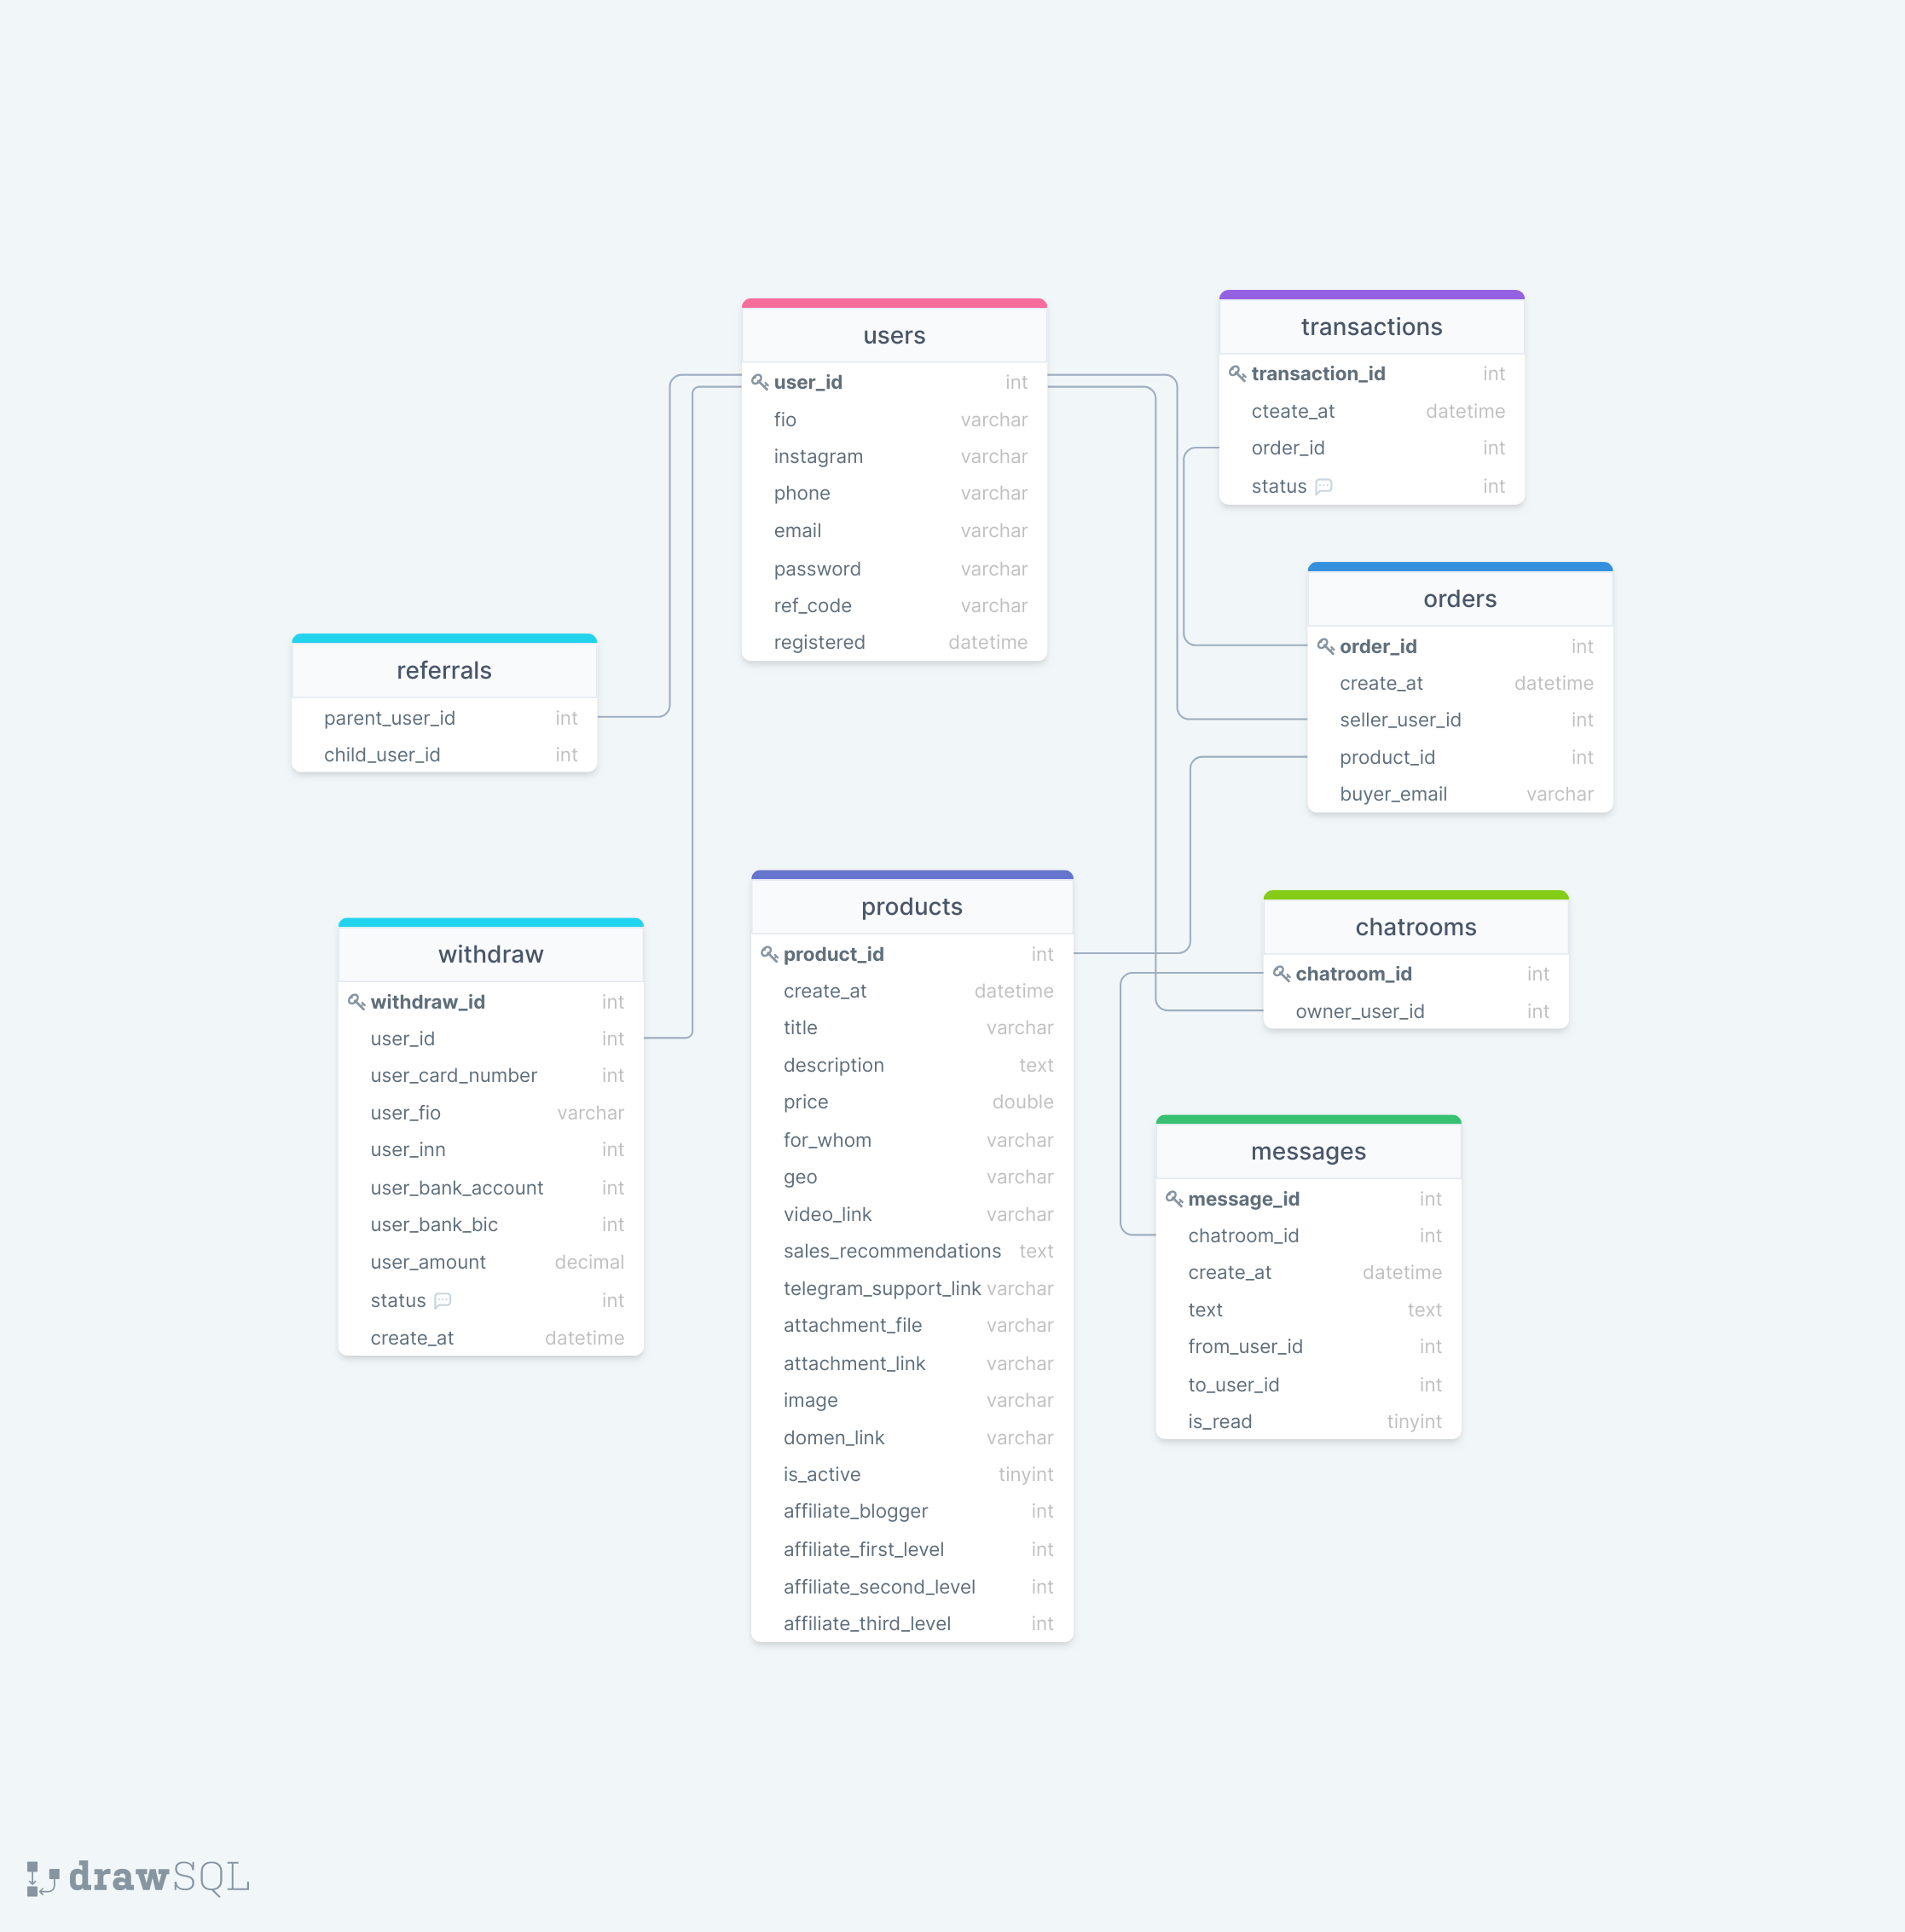 users
user_id int
fio varchar
instagram varchar
phone varchar
email varchar
password varchar
ref_code varchar
registered datetime
transactions
transaction_id int
cteate_at datetime
order_id int
status int
orders
order_id int
create_at datetime
seller_user_id int
product_id int
buyer_email varchar
referrals
parent_user_id int
child_user_id int
withdraw
withdraw_id int
user_id int
user_card_number int
user_fio varchar
user_inn int
user_bank_account int
user_bank_bic int
user_amount decimal
status int
create_at datetime
products
product_id int
create_at datetime
title varchar
description text
price double
for_whom varchar
geo varchar
video_link varchar
sales_recommendations text
telegram_support_link varchar
attachment_file varchar
attachment_link varchar
image varchar
domen_link varchar
is_active tinyint
affiliate_blogger int
affiliate_first_level int
affiliate_second_level int
affiliate_third_level int
chatrooms
chatroom_id int
owner_user_id int
messages
message_id int
chatroom_id int
create_at datetime
text text
from_user_id int
to_user_id int
is_read tinyint
drawSQL